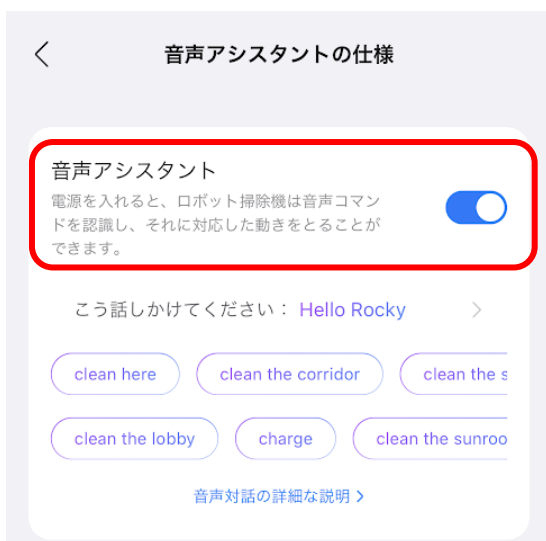 音声アシスタントの仕様
音声アシスタント
電源を入れると、ロボット掃除機は音声コマン
ドを認識し、それに対応した動きをとることが
できます。
こう話しかけてください： Hello Rocky
clean here clean the corridor clean the s
clean the lobby charge clean the sunroo
音声対話の詳細な説明